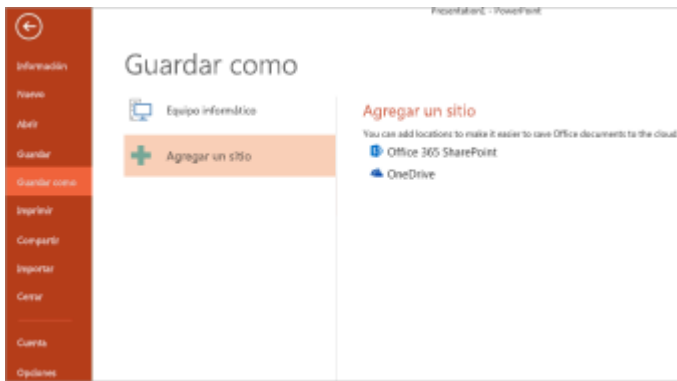 Presentation1 - PowerPoint
Información
Nuevo
Abrir
Guardar
Guardar como
Imprimir
Compartir
Importar
Cerrar
Cuenta
Opciones
Guardar como
Equipo informático
Agregar un sitio
Agregar un sitio
You can add locations to make it easier to save Office documents to the cloud
Office 365 SharePoint
OneDrive